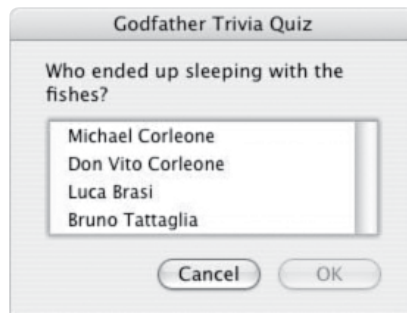 Godfather Trivia Quiz
Who ended up sleeping with the
fishes?
Michael Corleone
Don Vito Corleone
Luca Brasi
Bruno Tattaglia
Cancel OK